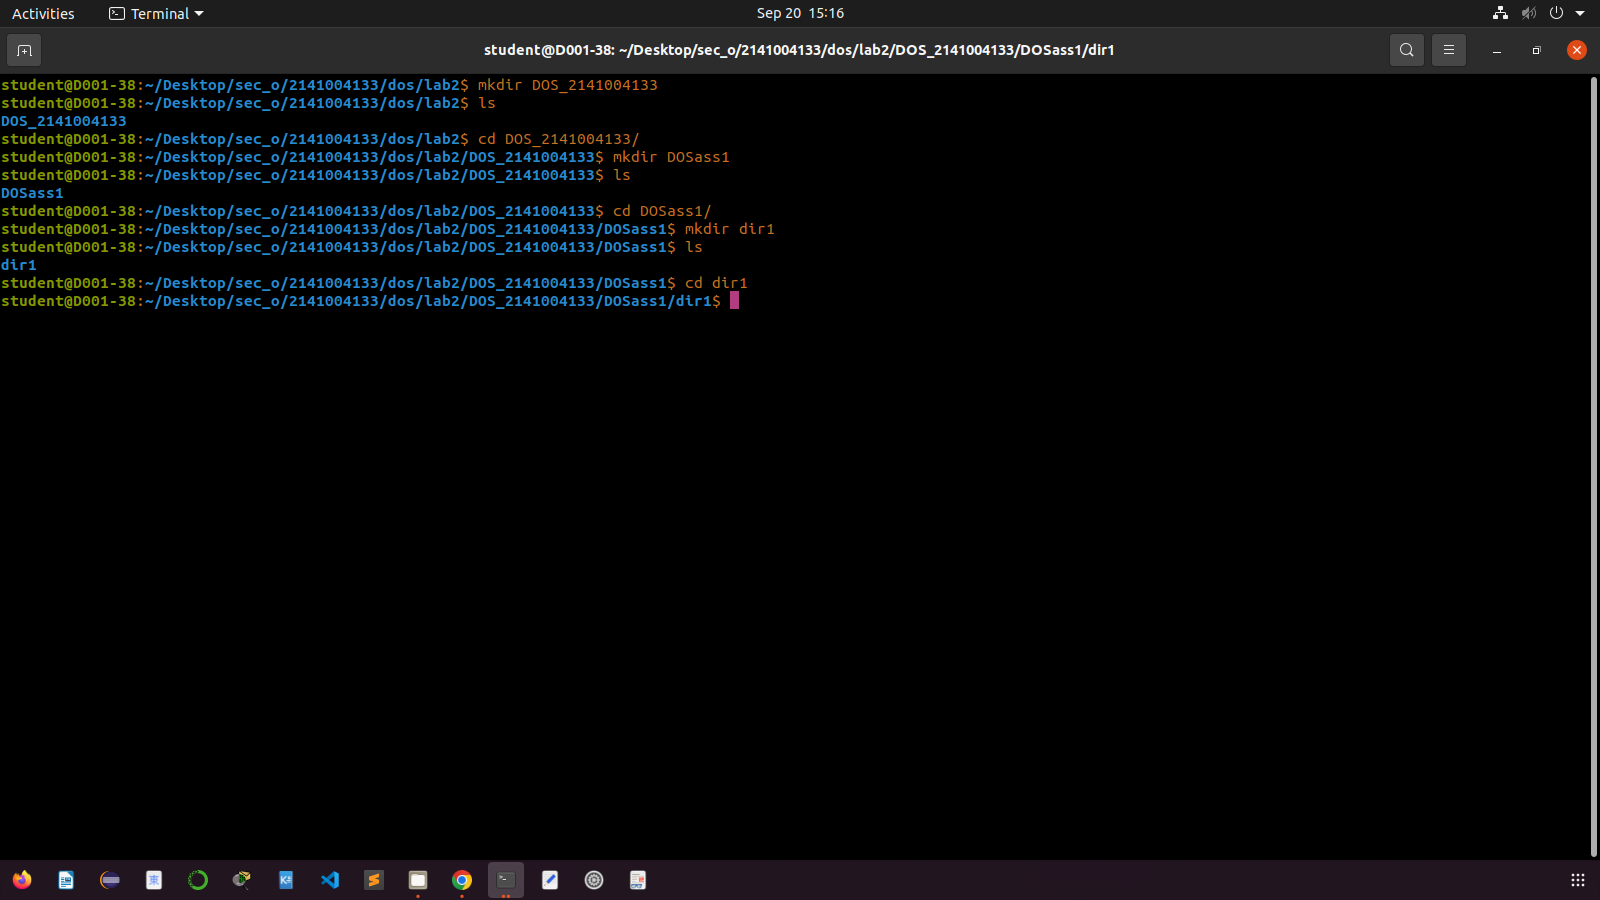 Activities Terminal Sep 20 15:16
student@D001-38: ~/Desktop/sec_o/2141004133/dos/lab2/DOS_2141004133/DOSass1/dir1
student@D001-38:~/Desktop/sec_o/2141004133/dos/lab2$ mkdir DOS_2141004133
student@D001-38:~/Desktop/sec_o/2141004133/dos/lab2$ ls
DOS_2141004133
student@D001-38:~/Desktop/sec_o/2141004133/dos/lab2$ cd DOS_2141004133/
student@D001-38:~/Desktop/sec_o/2141004133/dos/lab2/DOS_2141004133$ mkdir DOSass1
student@D001-38:~/Desktop/sec_o/2141004133/dos/lab2/DOS_2141004133$ ls
DOSass1
student@D001-38:~/Desktop/sec_o/2141004133/dos/lab2/DOS_2141004133$ cd DOSass1/
student@D001-38:~/Desktop/sec_o/2141004133/dos/lab2/DOS_2141004133/DOSass1$ mkdir dir1
student@D001-38:~/Desktop/sec_o/2141004133/dos/lab2/DOS_2141004133/DOSass1$ ls
dir1
student@D001-38:~/Desktop/sec_o/2141004133/dos/lab2/DOS_2141004133/DOSass1$ cd dir1
student@D001-38:~/Desktop/sec_o/2141004133/dos/lab2/DOS_2141004133/DOSass1/dir1$